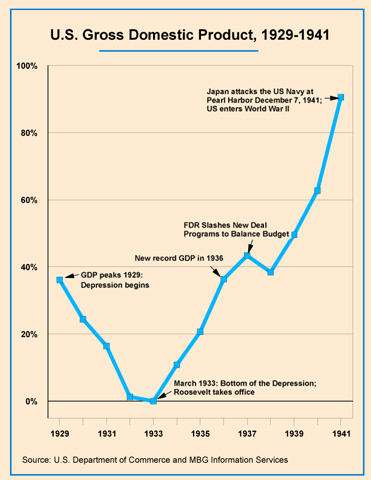 U.S. Gross Domestic Product, 1929-1941
100%
80%
60%
40%
20%
0%
Japan attacks the US Navy at
Pearl Harbor December 7, 1941;
US enters World War II
FDR Slashes New Deal
Programs to Balance Budget
New record GDP in 1936
GDP peaks 1929:
Depression begins
March 1933: Bottom of the Depression;
Roosevelt takes office
1929 1931 1933 1935 1937 1939 1941
Source: U.S. Department of Commerce and MBG Information Services